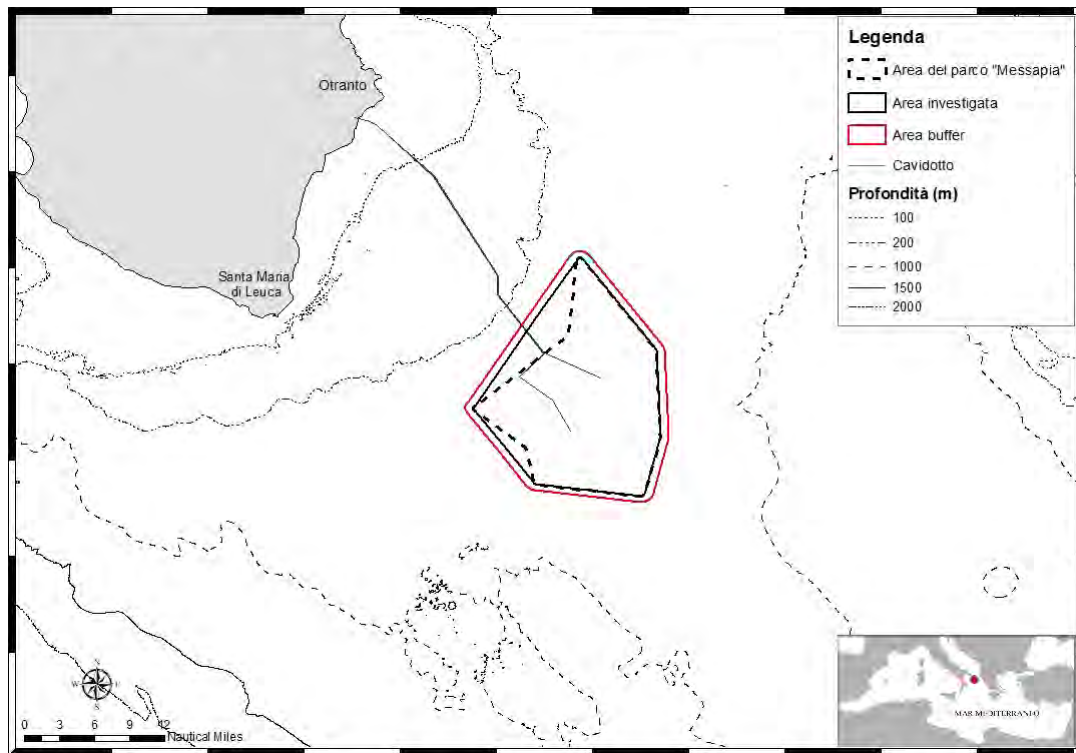 Otranto
Santa Maria
di Leuca
Legenda
Area del parco "Messapia"
Area investigata
Area buffer
Cavidotto
Profondità (m)
100
200
1000
1500
2000
N
W E
S
0 3 6 9 12
Nautical Miles
MAR MEDITERRANEO